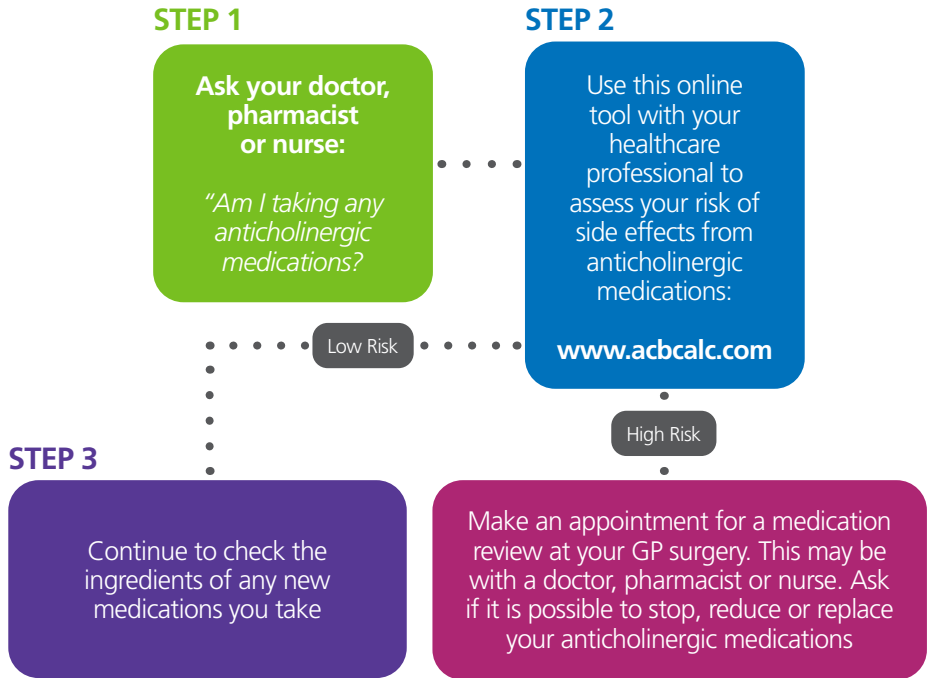 STEP 1
Ask your doctor,
pharmacist
or nurse:
“Am I taking any
anticholinergic
medications?
STEP 2
Use this online
tool with your
healthcare
professional to
assess your risk of
side effects from
anticholinergic
medications:
www.acbcalc.com
Low Risk
High Risk
STEP 3
Continue to check the
ingredients of any new
medications you take
Make an appointment for a medication
review at your GP surgery. This may be
with a doctor, pharmacist or nurse. Ask
if it is possible to stop, reduce or replace
your anticholinergic medications